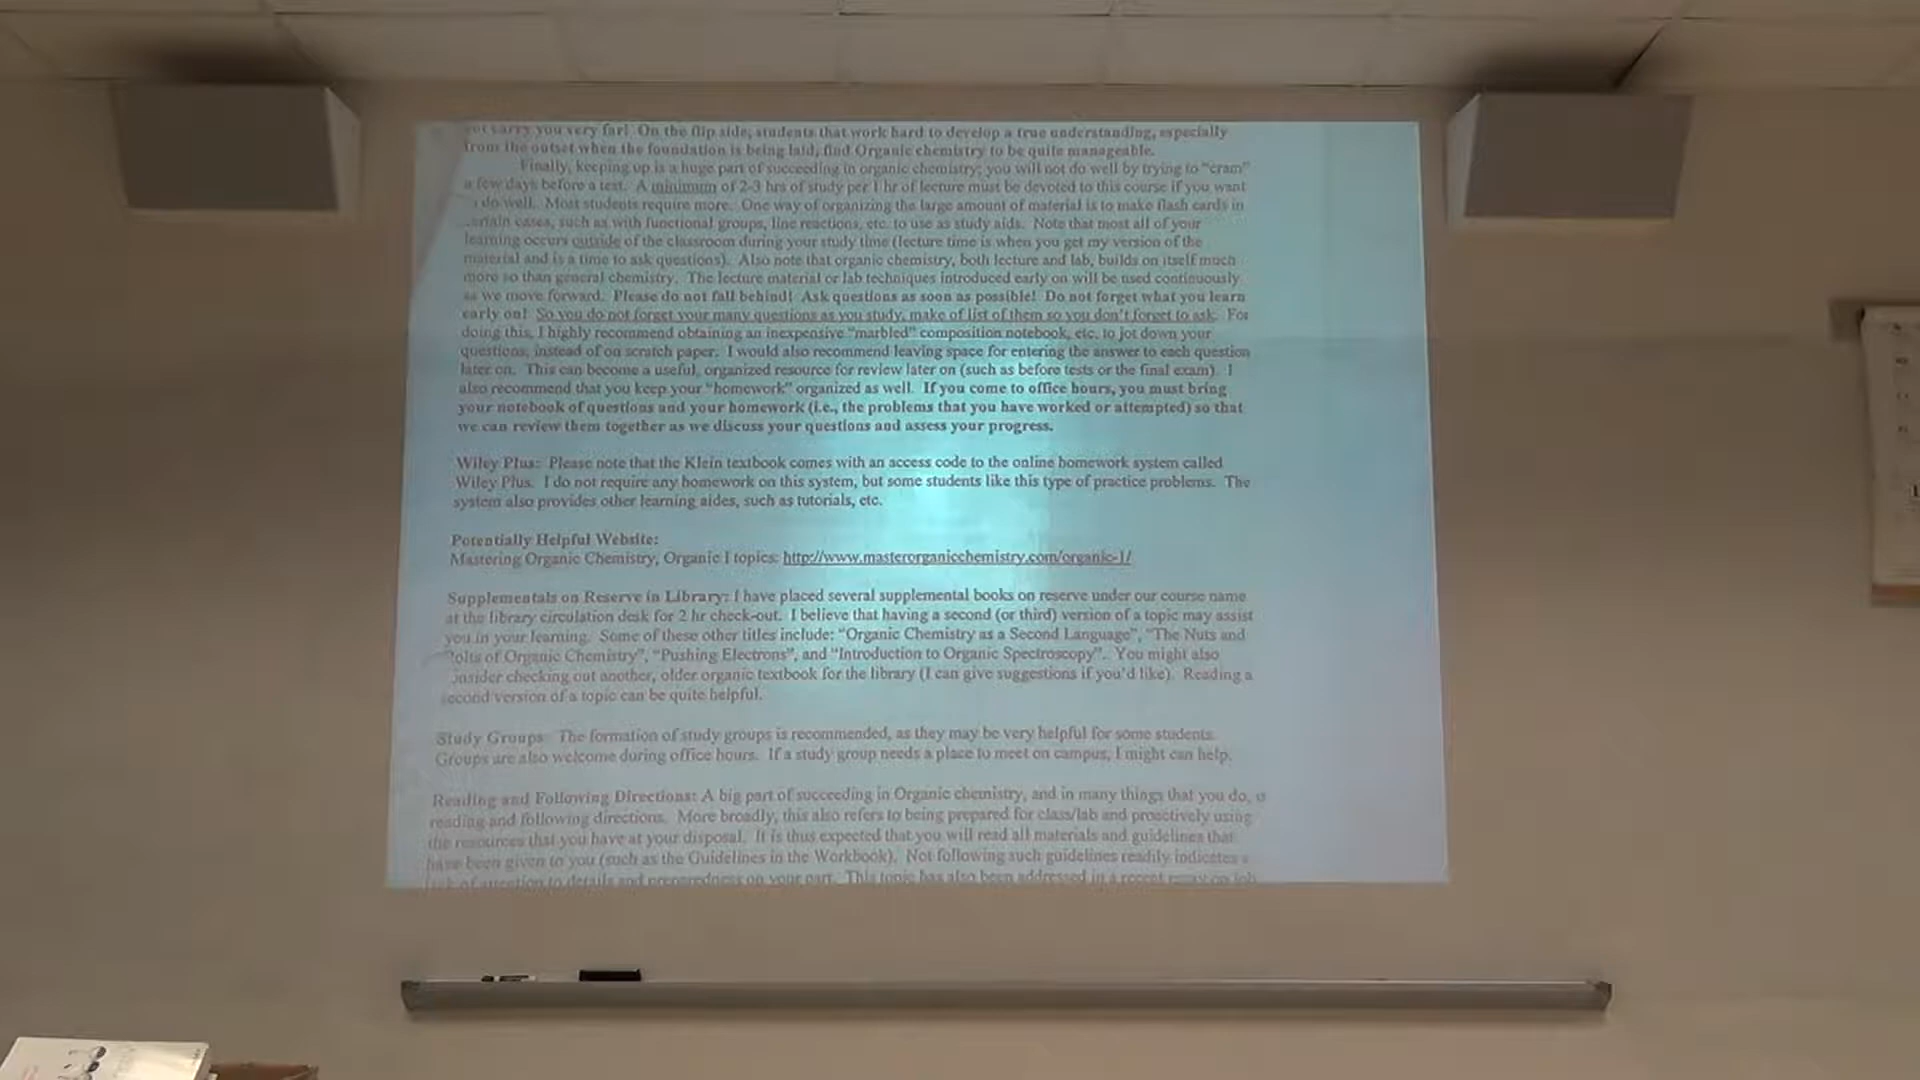 carry you very far! On the flip side, students that work hard to develop a true understanding, especially
from the outset when the foundation is being laid, find Organic chemistry to be quite manageable.
Finally, keeping up is a huge part of succeeding in organic chemistry; you will not do well by trying to "cram"
a few days before a test. A minimum of 2-3 hrs of study per 1 hr of lecture must be devoted to this course if you want
do well. Most students require more. One way of organizing the large amount of material is to make flash cards in
cases, such as with functional groups, line reactions, etc. to use as study aids. Note that most all of your
learning occurs outside of the classroom during your study time (lecture time is when you get my version of the
material and is a time to ask questions). Also note that organic chemistry, both lecture and lab, builds on itself much
more so than general chemistry. The lecture material or lab techniques introduced early on will be used continuously
as we move forward. Please do not fall behind! Ask questions as soon as possible! Do not forget what you learn
early on! So you do not forget your many questions as you study, make of list of them so you don't forget to ask. For
doing this, I highly recommend obtaining an inexpensive "marbled" composition notebook, etc. to jot down your
questions, instead of on scratch paper. I would also recommend leaving space for entering the answer to each question
later on. This can become a useful, organized resource for review later on (such as before tests or the final exam). I
also recommend that you keep your "homework" organized as well. If you come to office hours, you must bring
your notebook of questions and your homework (i.e., the problems that you have worked or attempted) so that
we can review them together as we discuss your questions and assess your progress.
Wiley Plus: Please note that the Klein textbook comes with an access code to the online homework system called
Wiley Plus. I do not require any homework on this system, but some students like this type of practice problems. The
system also provides other learning aides, such as tutorials, etc.
Potentially Helpful Website:
Mastering Organic Chemistry, Organic I topics: http://www.masterorganicchemistry.com/organic-1/
Supplementals on Reserve in Library: I have placed several supplemental books on reserve under our course name
at the library circulation desk for 2 hr check-out. I believe that having a second (or third) version of a topic may assist
you in your learning. Some of these other titles include: "Organic Chemistry as a Second Language", "The Nuts and
olts of Organic Chemistry", "Pushing Electrons", and "Introduction to Organic Spectroscopy". You might also
nsider checking out another, older organic textbook for the library (I can give suggestions if you'd like). Reading a
second version of a topic can be quite helpful.
Study Groups: The formation of study groups is recommended, as they may be very helpful for some students.
Groups are also welcome during office hours. If a study group needs a place to meet on campus, I might can help.
Reading and Following Directions: A big part of succeeding in Organic chemistry, and in many things that you do, is
reading and following directions. More broadly, this also refers to being prepared for class/lab and proactively using
the resources that you have at your disposal. It is thus expected that you will read all materials and guidelines that
have been given to you (such as the Guidelines in the Workbook). Not following such guidelines readily indicates a
lack of attention to details and preparedness on your part. This topic has also been addressed in a recent essay on job